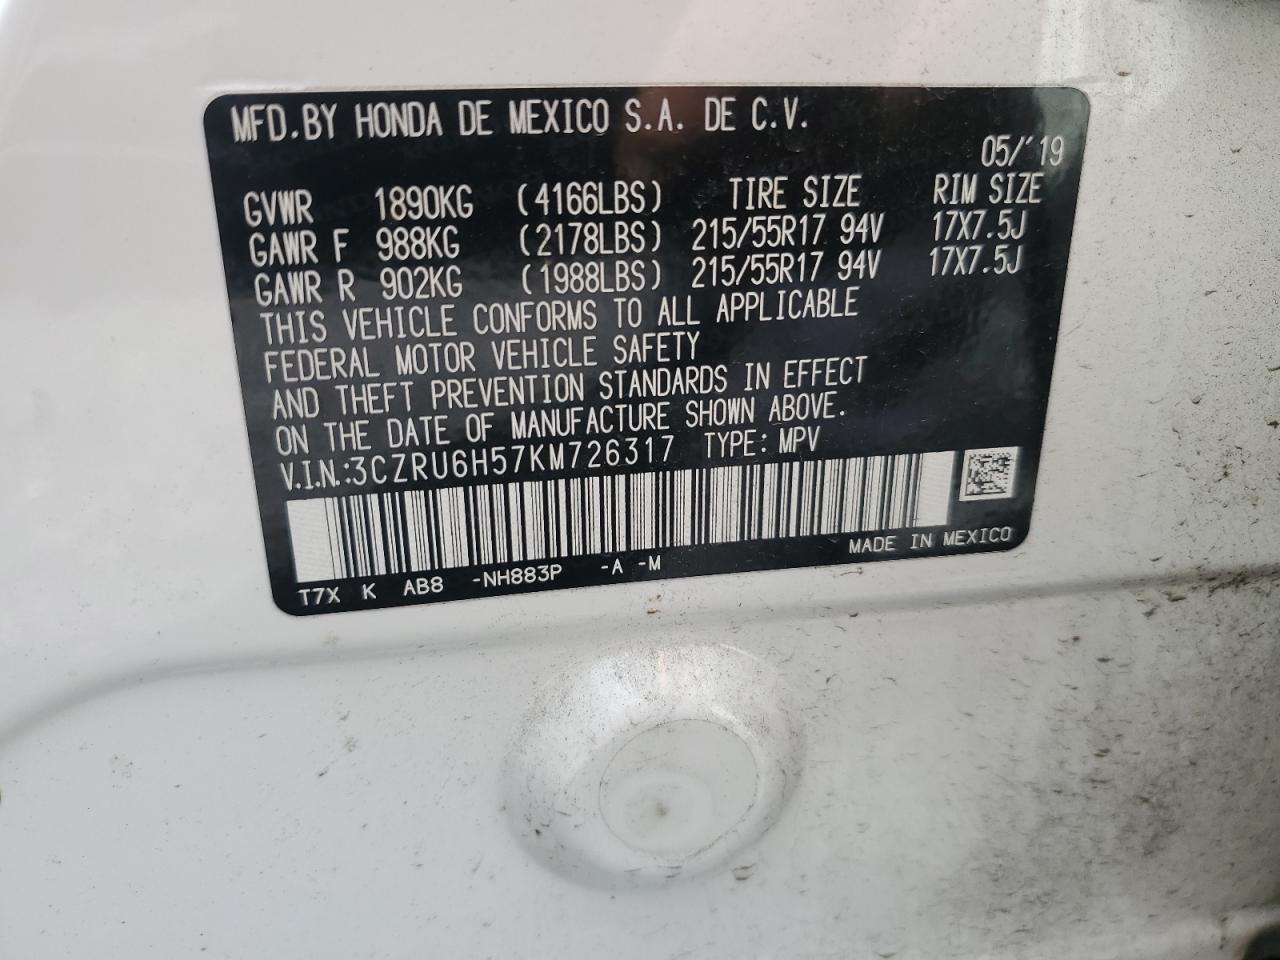 MFD.BY HONDA DE MEXICO S.A. DE C.V.
05/'19
GVWR 1890KG (4166LBS) TIRE SIZE RIM SIZE
GAWR F 988KG (2178LBS) 215/55R17 94V 17X7.5J
GAWR R 902KG (1988LBS) 215/55R17 94V 17X7.5J
THIS VEHICLE CONFORMS TO ALL APPLICABLE
FEDERAL MOTOR VEHICLE SAFETY
AND THEFT PREVENTION STANDARDS IN EFFECT
ON THE DATE OF MANUFACTURE SHOWN ABOVE.
V.I.N.:3CZRU6H57KM726317 TYPE: MPV
MADE IN MEXICO
T7X K AB8 -NH883P -A -M